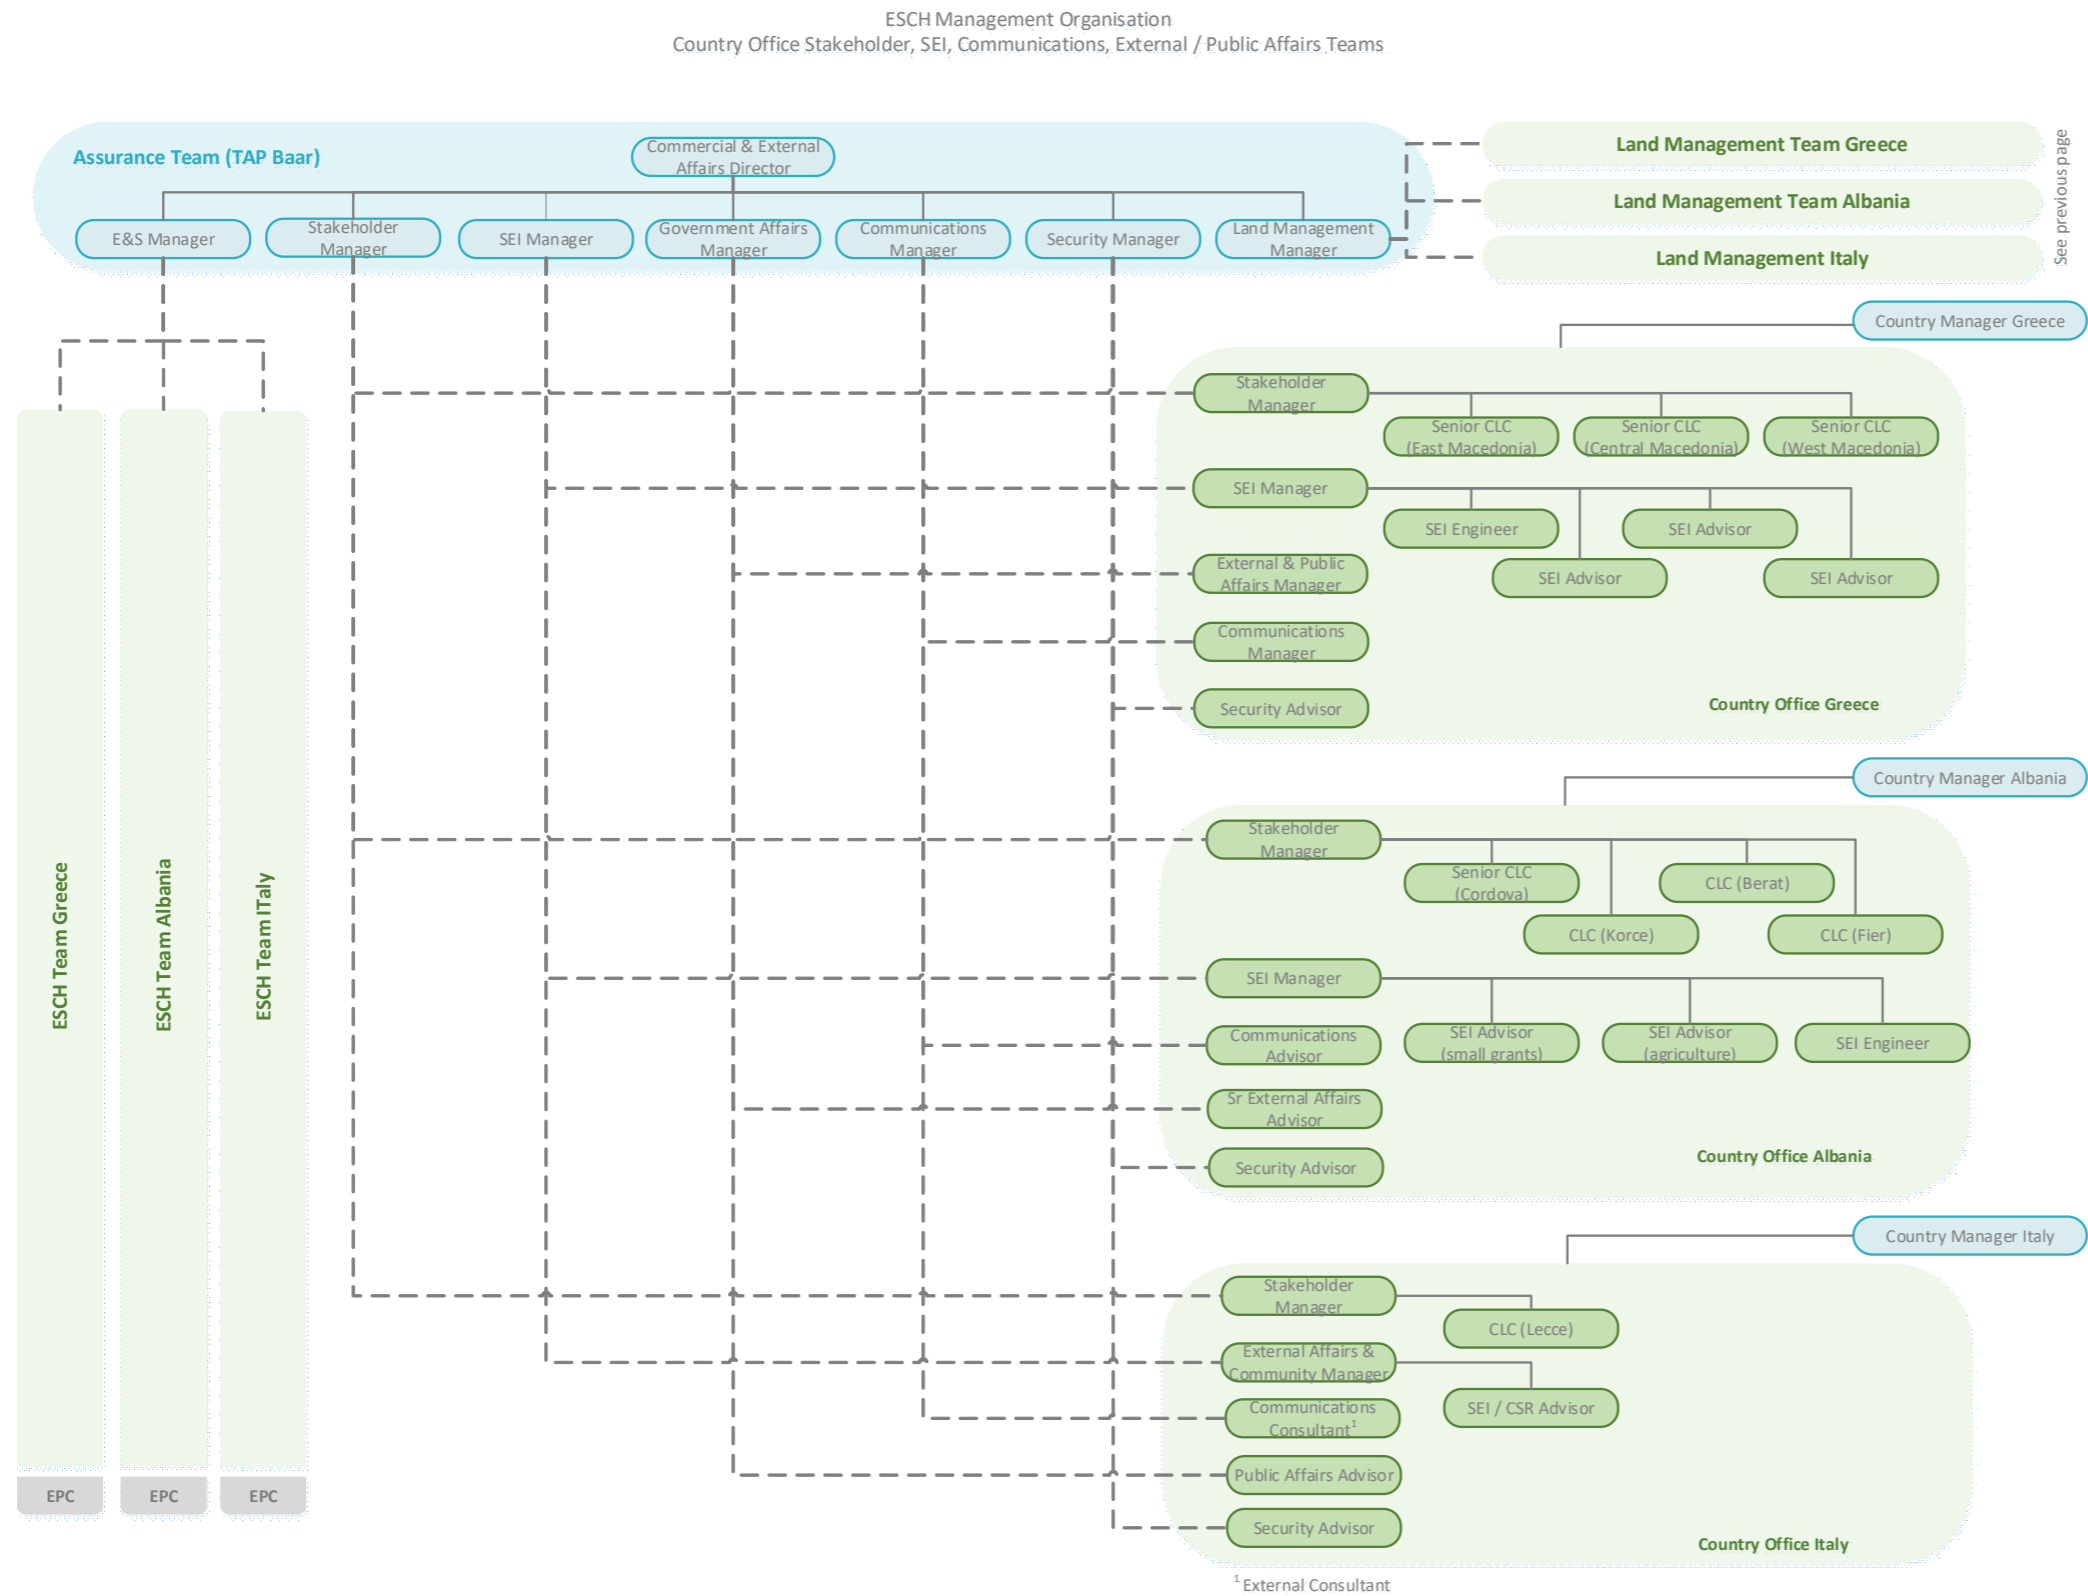 ESCH Management Organisation
Country Office Stakeholder, SEI, Communications, External / Public Affairs Teams
Assurance Team (TAP Baar)
Commercial & External
Affairs Director
E&S Manager
Stakeholder
Manager
SEI Manager
Government Affairs
Manager
Communications
Manager
Security Manager
Land Management
Manager
Land Management Team Greece
Land Management Team Albania
Land Management Italy
See previous page
Country Manager Greece
Stakeholder
Manager
Senior CLC
(East Macedonia)
Senior CLC
(Central Macedonia)
Senior CLC
(West Macedonia)
SEI Manager
SEI Engineer
SEI Advisor
SEI Advisor
SEI Advisor
External & Public
Affairs Manager
Communications
Manager
Security Advisor
Country Office Greece
Country Manager Albania
Stakeholder
Manager
Senior CLC
(Cordova)
CLC (Berat)
CLC (Korce)
CLC (Fier)
SEI Manager
SEI Advisor
(small grants)
SEI Advisor
(agriculture)
SEI Engineer
Communications
Advisor
Sr External Affairs
Advisor
Security Advisor
Country Office Albania
Country Manager Italy
Stakeholder
Manager
CLC (Lecce)
External Affairs &
Community Manager
SEI / CSR Advisor
Communications
Consultant¹
Public Affairs Advisor
Security Advisor
Country Office Italy
¹ External Consultant
ESCH Team Greece
ESCH Team Albania
ESCH Team ITaly
EPC
EPC
EPC